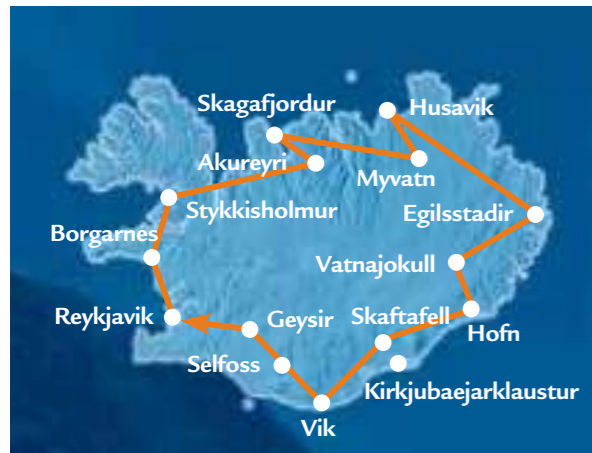 Skagafjordur
Husavik
Akureyri
Myvatn
Stykkisholmur
Egilsstadir
Borgarnes
Vatnajokull
Reykjavik
Geysir
Skaftafell
Hofn
Selfoss
Kirkjubaejarklaustur
Vik